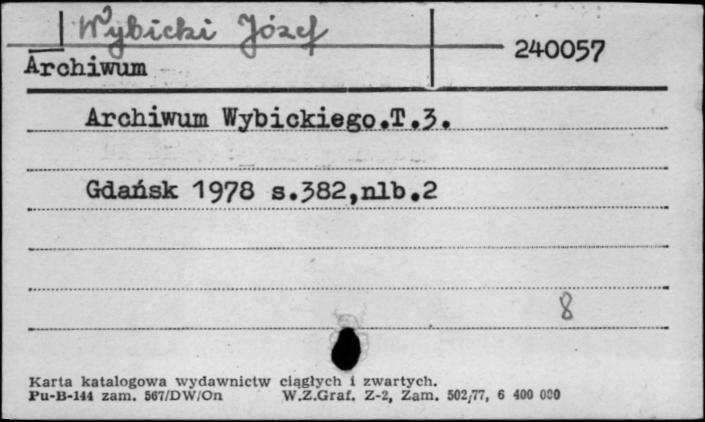 Wybicki Józef
240057
Archiwum
Archiwum Wybickiego.T.3.
Gdańsk 1978 s.382,nlb.2
8
Karta katalogowa wydawnictw ciągłych i zwartych.
Pu-B-144 zam. 567/DW/On W.Z.Graf. Z-2, Zam. 502/77, 6 400 000